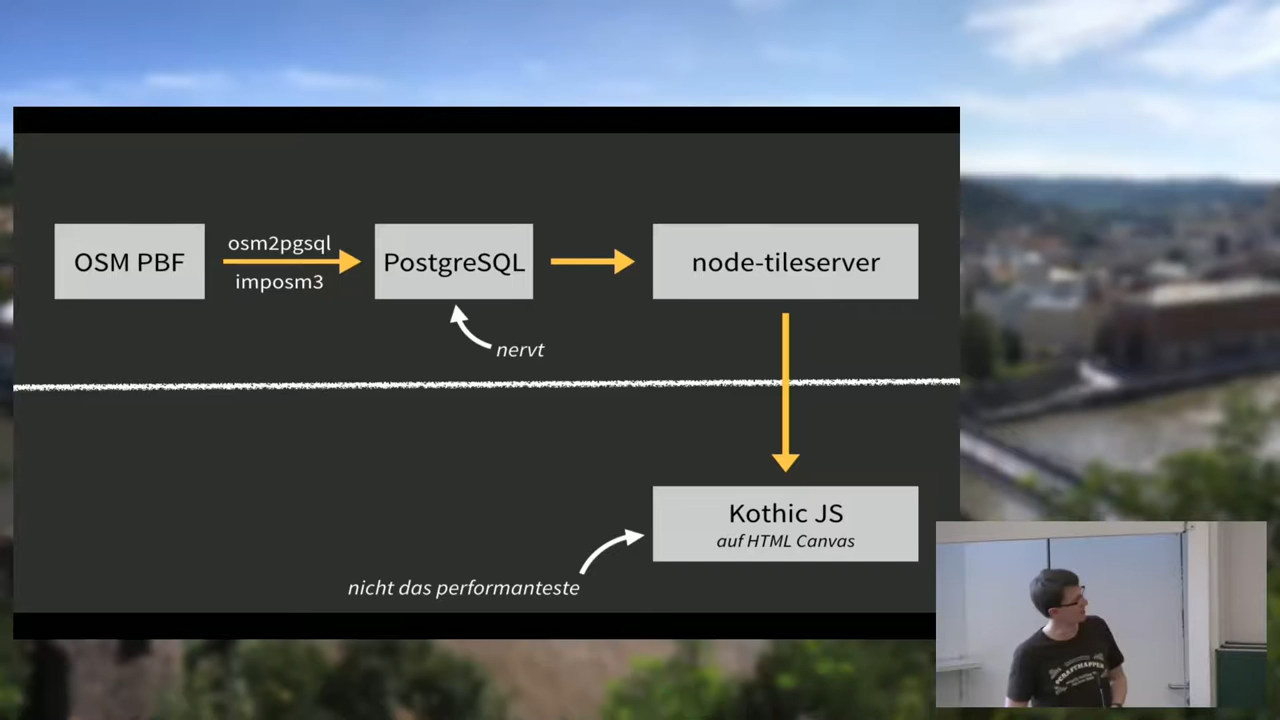 OSM PBF
osm2pgsql
imposm3
PostgreSQL
node-tileserver
nervt
Kothic JS
auf HTML Canvas
nicht das performanteste